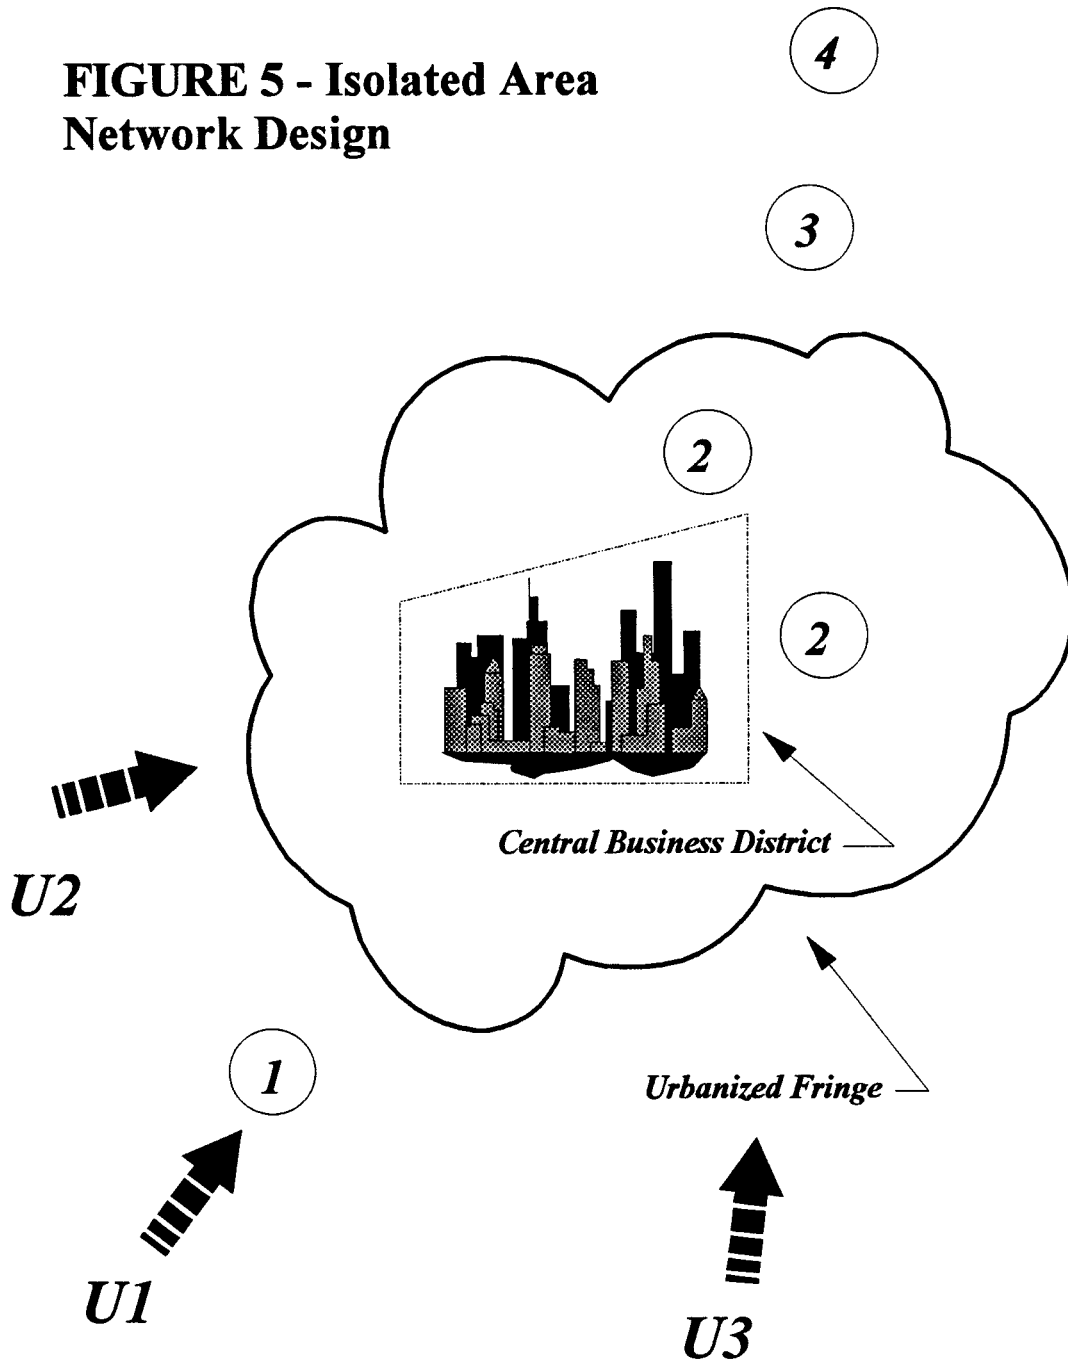 FIGURE 5 - Isolated Area
Network Design
4
3
2
2
Central Business District
U2
1
Urbanized Fringe
U1
U3